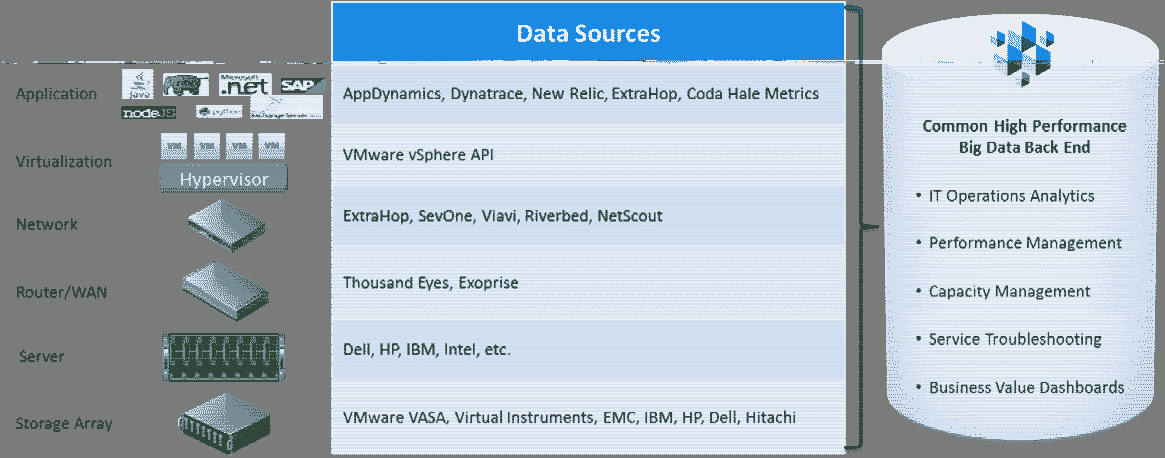 Data Sources
Application
java
Microsoft
.net
SAP
nodeJS
python
AppDynamics, Dynatrace, New Relic, ExtraHop, Coda Hale Metrics
Virtualization
VM VM VM VM
Hypervisor
VMware vSphere API
Network
ExtraHop, SevOne, Viavi, Riverbed, NetScout
Router/WAN
Thousand Eyes, Exoprise
Server
Dell, HP, IBM, Intel, etc.
Storage Array
VMware VASA, Virtual Instruments, EMC, IBM, HP, Dell, Hitachi
Common High Performance
Big Data Back End
• IT Operations Analytics
• Performance Management
• Capacity Management
• Service Troubleshooting
• Business Value Dashboards